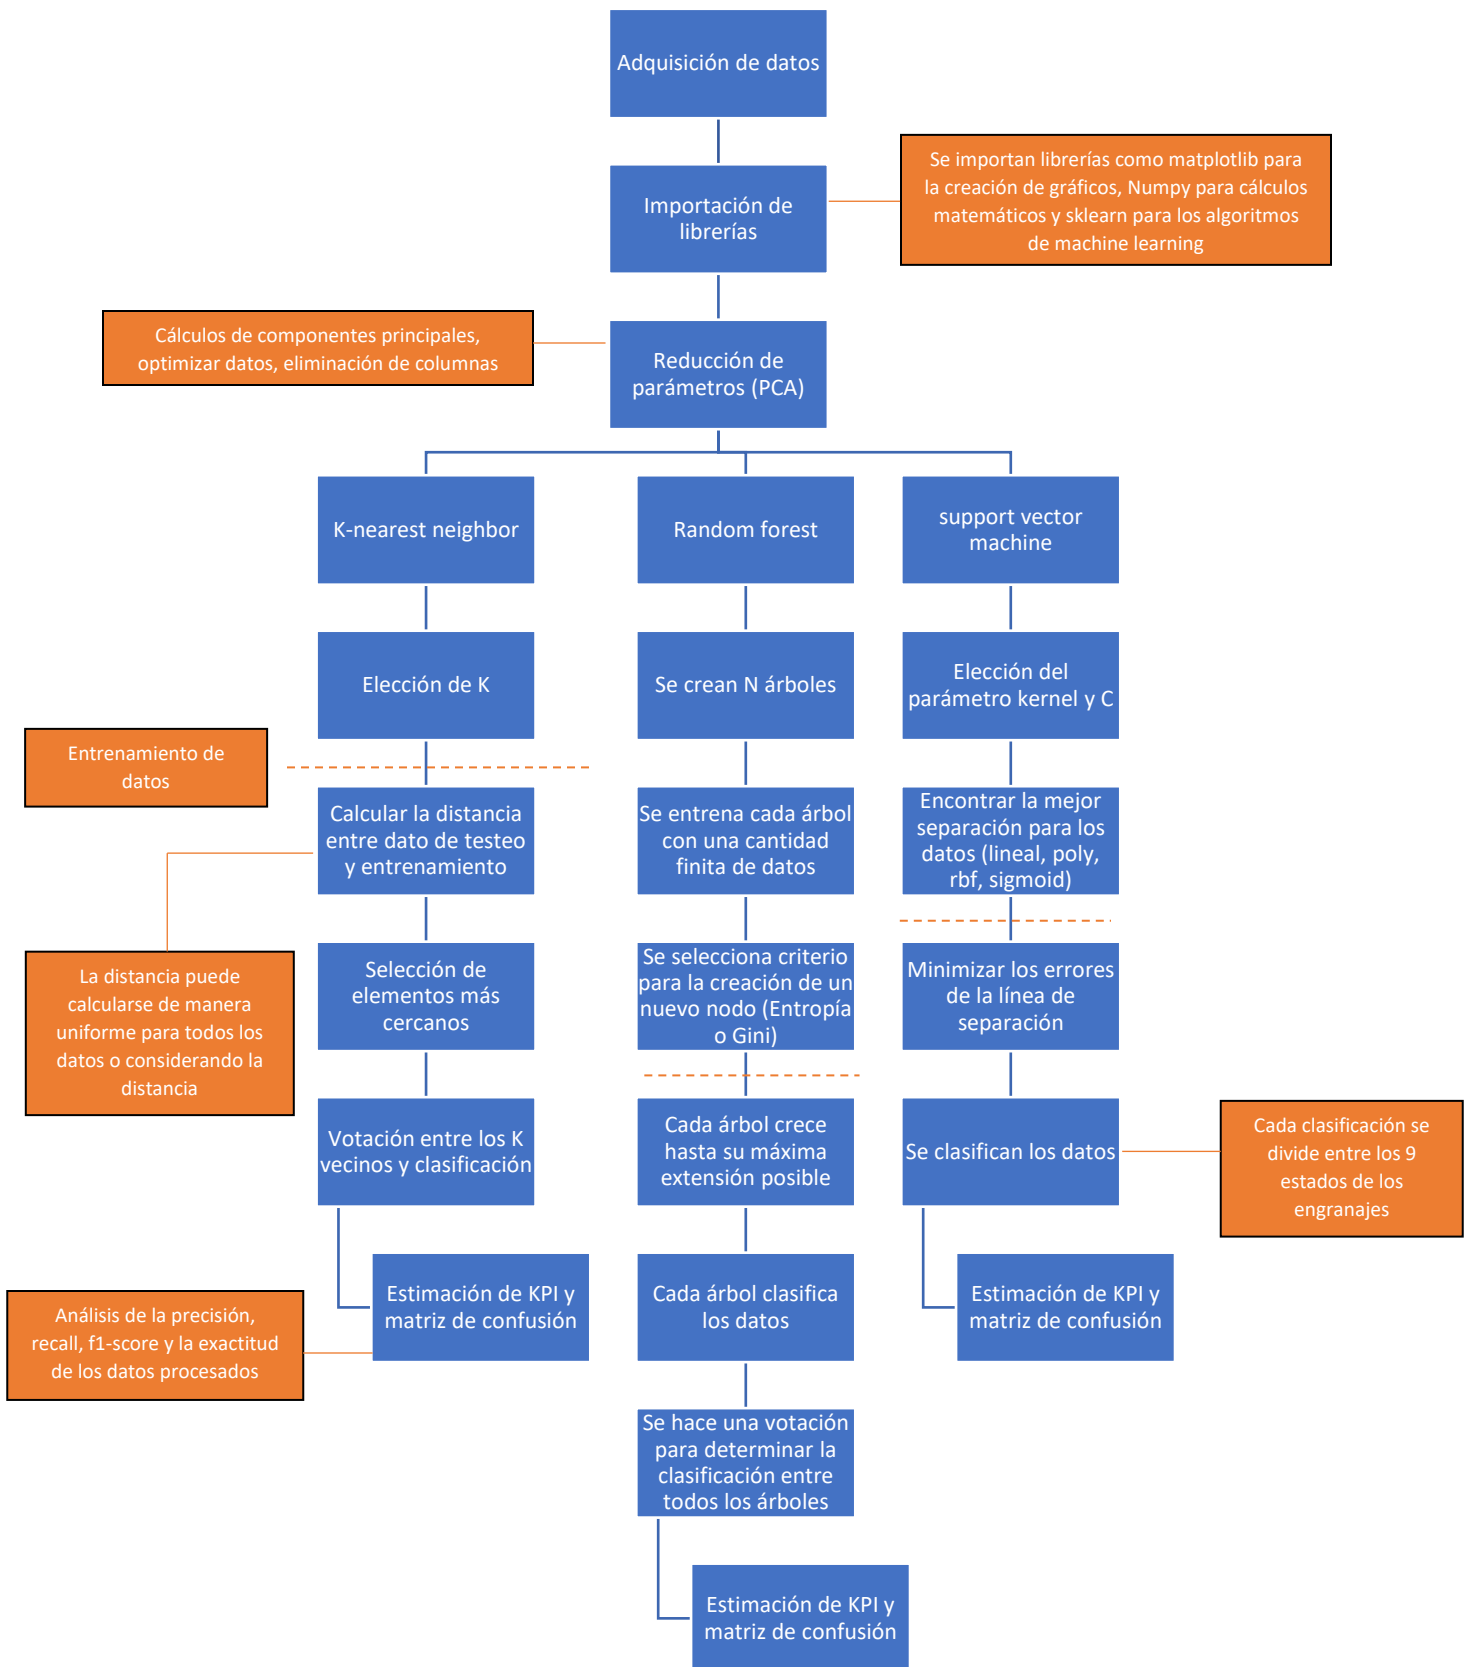 Adquisición de datos
Se importan librerías como matplotlib para
la creación de gráficos, Numpy para cálculos
matemáticos y sklearn para los algoritmos
de machine learning
Importación de
librerías
Cálculos de componentes principales,
optimizar datos, eliminación de columnas
Reducción de
parámetros (PCA)
K-nearest neighbor
Random forest
support vector
machine
Elección de K
Se crean N árboles
Elección del
parámetro kernel y C
Entrenamiento de
datos
Calcular la distancia
entre dato de testeo
y entrenamiento
Se entrena cada árbol
con una cantidad
finita de datos
Encontrar la mejor
separación para los
datos (lineal, poly,
rbf, sigmoid)
La distancia puede
calcularse de manera
uniforme para todos los
datos o considerando la
distancia
Selección de
elementos más
cercanos
Se selecciona criterio
para la creación de un
nuevo nodo (Entropía
o Gini)
Minimizar los errores
de la línea de
separación
Votación entre los K
vecinos y clasificación
Cada árbol crece
hasta su máxima
extensión posible
Se clasifican los datos
Cada clasificación se
divide entre los 9
estados de los
engranajes
Análisis de la precisión,
recall, f1-score y la exactitud
de los datos procesados
Estimación de KPI y
matriz de confusión
Cada árbol clasifica
los datos
Estimación de KPI y
matriz de confusión
Se hace una votación
para determinar la
clasificación entre
todos los árboles
Estimación de KPI y
matriz de confusión